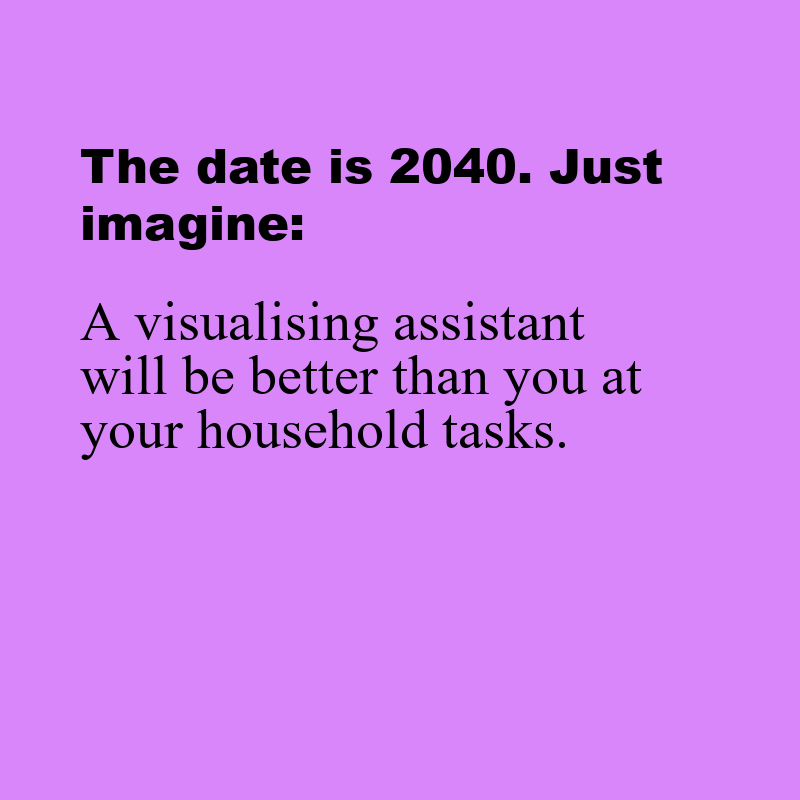 The date is 2040. Just
imagine:
A visualising assistant
will be better than you at
your household tasks.